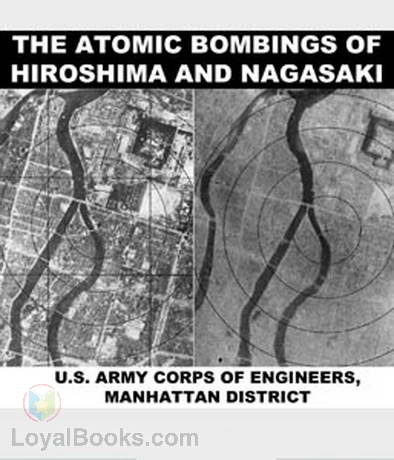 THE ATOMIC BOMBINGS OF
HIROSHIMA AND NAGASAKI
U.S. ARMY CORPS OF ENGINEERS,
MANHATTAN DISTRICT
LoyalBooks.com